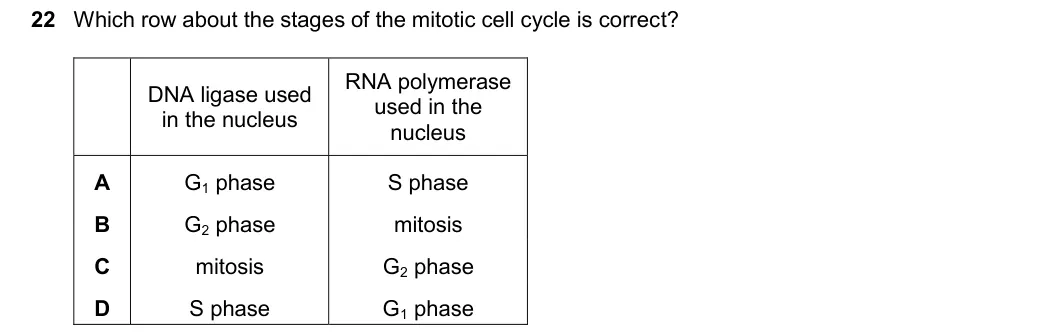 22 Which row about the stages of the mitotic cell cycle is correct?
DNA ligase used
in the nucleus
RNA polymerase
used in the
nucleus
A G₁ phase S phase
B G₂ phase mitosis
C mitosis G₂ phase
D S phase G₁ phase